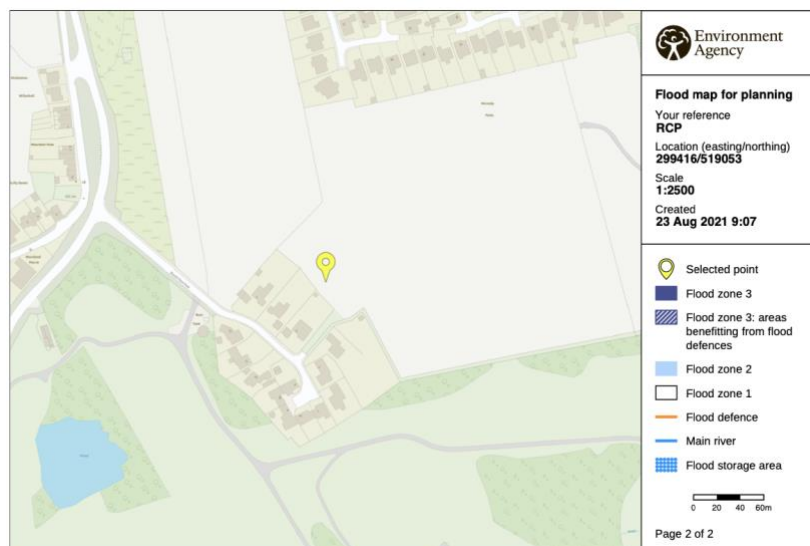 Environment
Agency
Flood map for planning
Your reference
RCP
Location (easting/northing)
299416/519053
Scale
1:2500
Created
23 Aug 2021 9:07
Selected point
Flood zone 3
Flood zone 3: areas
benefitting from flood
defences
Flood zone 2
Flood zone 1
Flood defence
Main river
Flood storage area
0 20 40 60m
Page 2 of 2